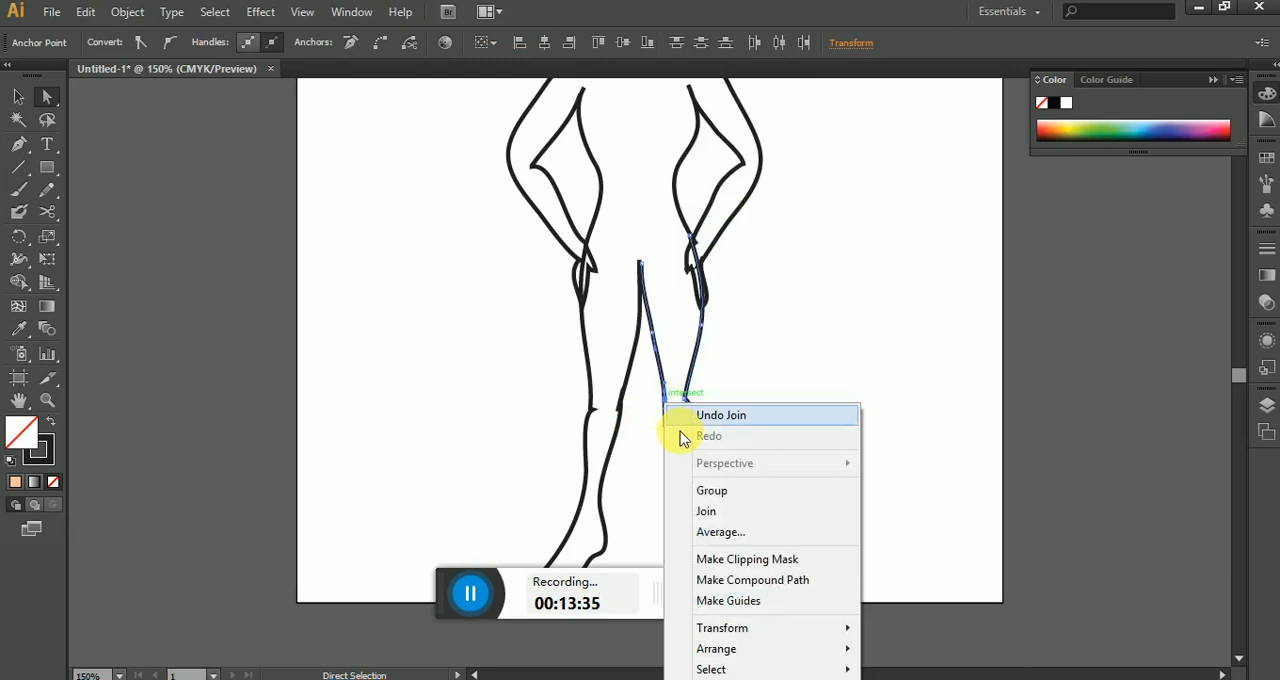 Ai File Edit Object Type Select Effect View Window Help Br Essentials
Anchor Point Convert: Handles: Anchors: Transform
Untitled-1* @ 150% (CMYK/Preview) ×
Color Color Guide
intersect
Undo Join
Redo
Perspective
Group
Join
Average...
Make Clipping Mask
Make Compound Path
Make Guides
Transform
Arrange
Select
Recording...
00:13:35
150% 1 Direct Selection